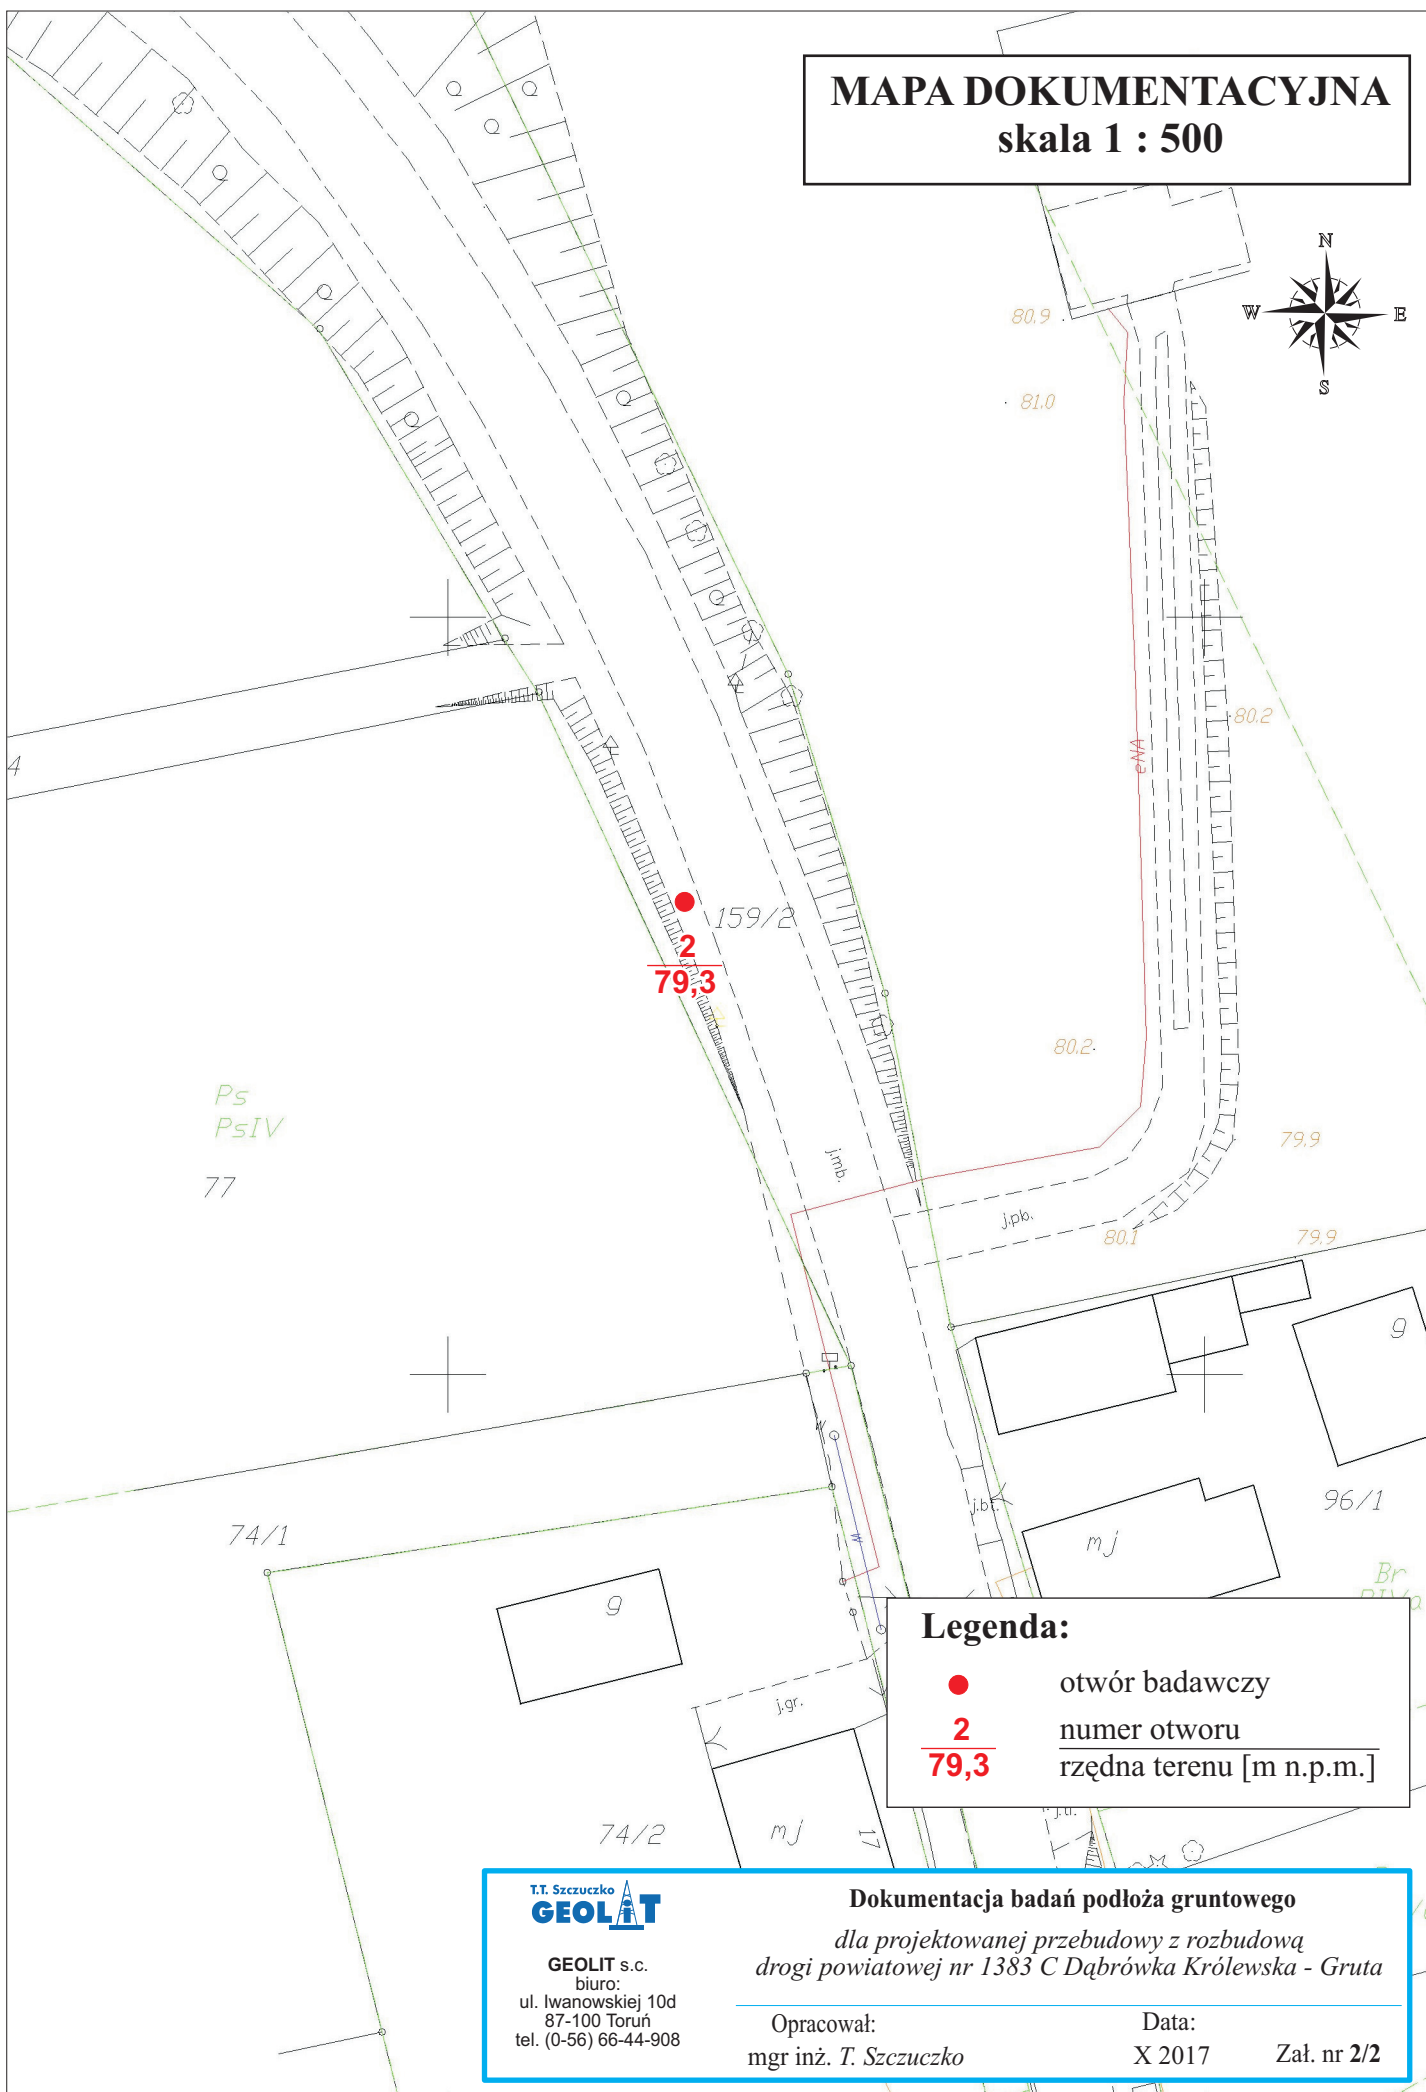 MAPA DOKUMENTACYJNA
skala 1 : 500
N
W
E
S
80.9
81.0
80.2
eNA
4
159/2
2
79,3
80.2
Ps
PsIV
77
79.9
j.mb.
j.pb.
80.1
79.9
g
w
96/1
74/1
j.bt.
w
mj
Br
g
Legenda:
otwór badawczy
2
numer otworu
79,3
rzędna terenu [m n.p.m.]
j.gr.
74/2
mj
17
T.T. Szczuczko
GEOLIT
GEOLIT s.c.
biuro:
ul. Iwanowskiej 10d
87-100 Toruń
tel. (0-56) 66-44-908
Dokumentacja badań podłoża gruntowego
dla projektowanej przebudowy z rozbudową
drogi powiatowej nr 1383 C Dąbrówka Królewska - Gruta
Opracował:
mgr inż. T. Szczuczko
Data:
X 2017
Zał. nr 2/2